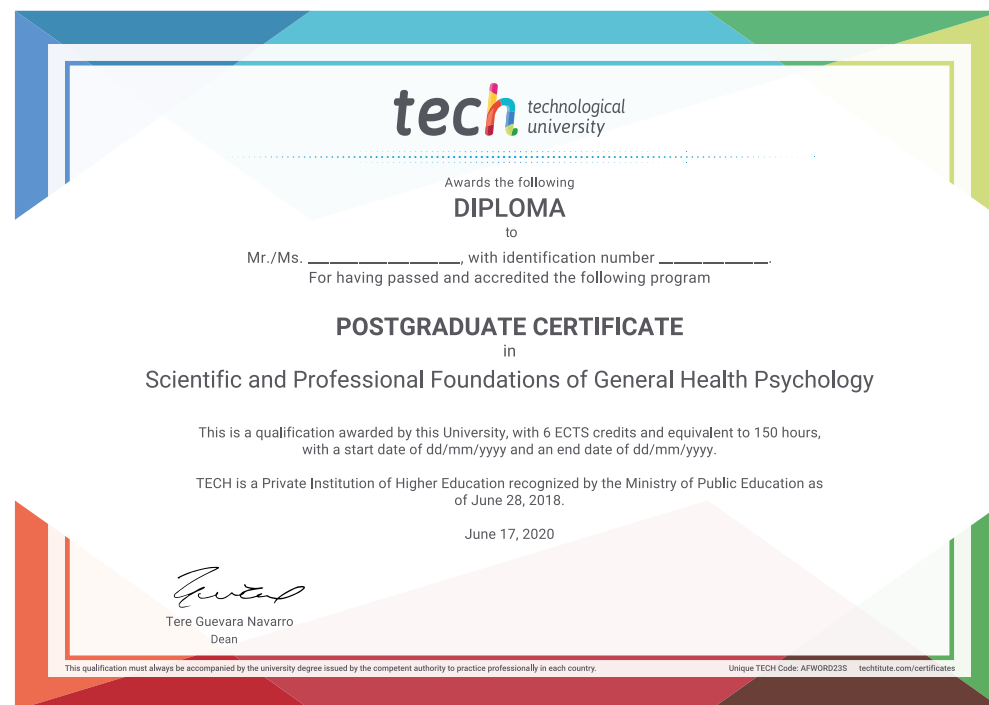 tech technological
university
Awards the following
DIPLOMA
to
Mr./Ms. ____________________, with identification number ______________.
For having passed and accredited the following program
POSTGRADUATE CERTIFICATE
in
Scientific and Professional Foundations of General Health Psychology
This is a qualification awarded by this University, with 6 ECTS credits and equivalent to 150 hours,
with a start date of dd/mm/yyyy and an end date of dd/mm/yyyy.
TECH is a Private Institution of Higher Education recognized by the Ministry of Public Education as
of June 28, 2018.
June 17, 2020
Tere Guevara Navarro
Dean
This qualification must always be accompanied by the university degree issued by the competent authority to practice professionally in each country.
Unique TECH Code: AFWORD23S techtitute.com/certificates